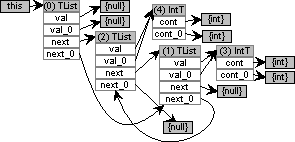 this
(0) TList
val
val_0
next
next_0
{null}
{null}
(2) TList
val
val_0
next
next_0
(4) IntT
cont
cont_0
{int}
{int}
(1) TList
val
val_0
next
next_0
(3) IntT
cont
cont_0
{int}
{int}
{null}
{null}